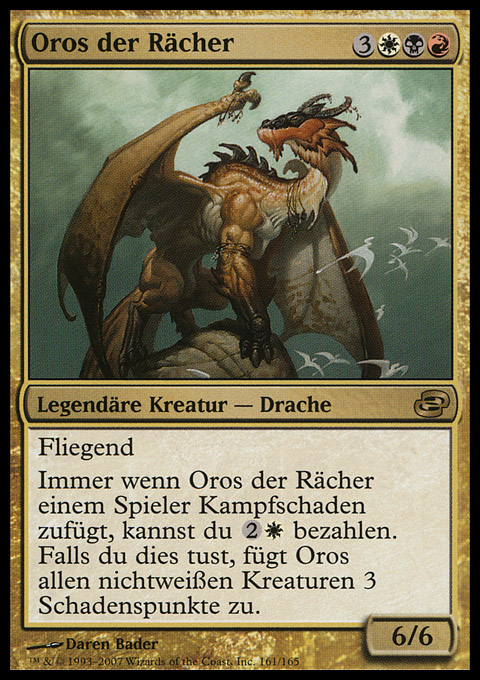 Oros der Rächer 3
Legendäre Kreatur — Drache
Fliegend
Immer wenn Oros der Rächer
einem Spieler Kampfschaden
zufügt, kannst du 2 bezahlen.
Falls du dies tust, fügt Oros
allen nichtweißen Kreaturen 3
Schadenspunkte zu.
6/6
Daren Bader
™ & © 1993–2007 Wizards of the Coast, Inc. 161/165